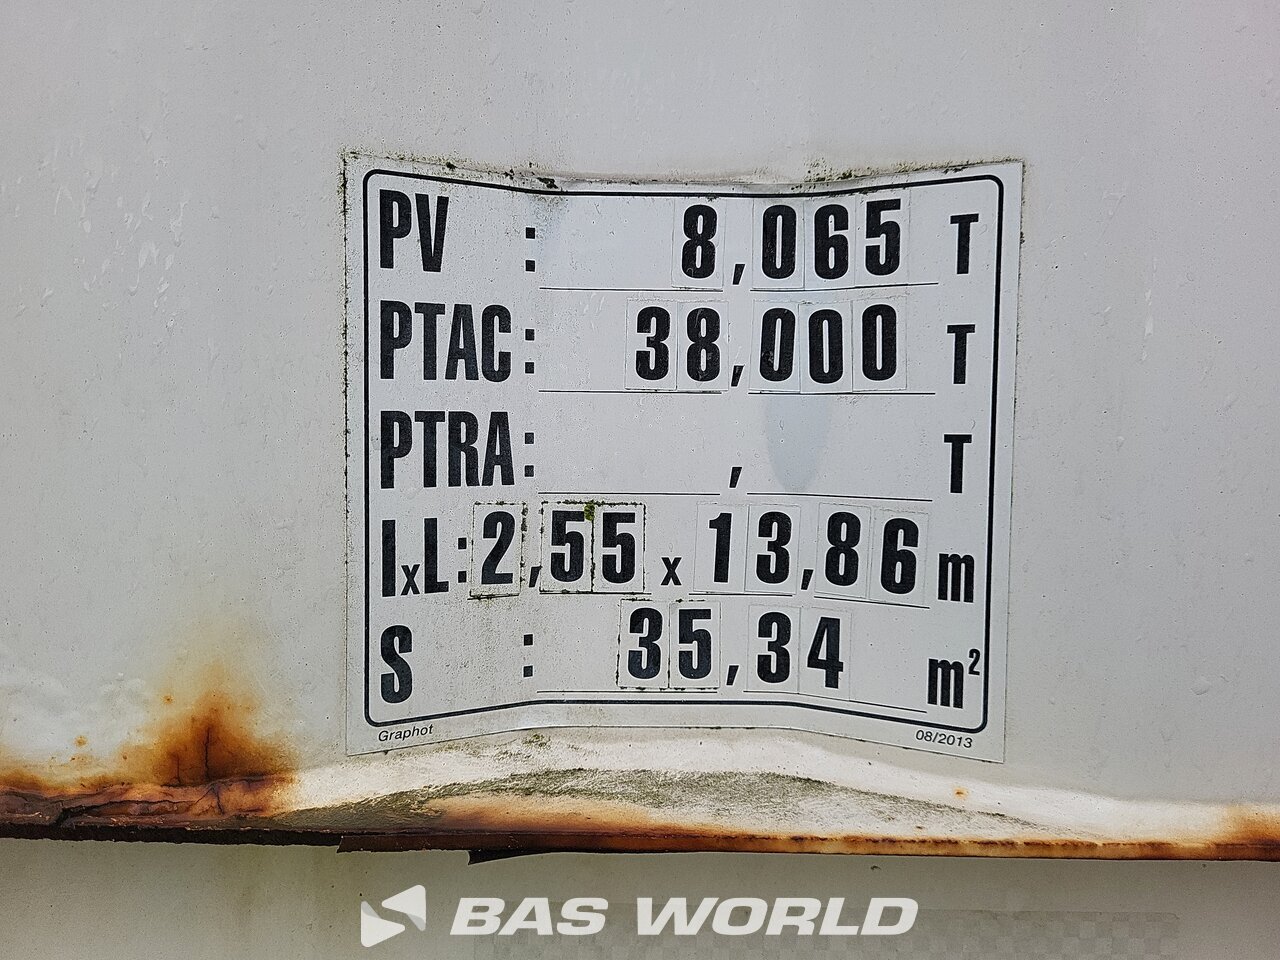 PV : 8,065 T
PTAC: 38,000 T
PTRA: , T
lxL: 2,55 x 13,86 m
S : 35,34 m²
Graphot 08/2013
BAS WORLD